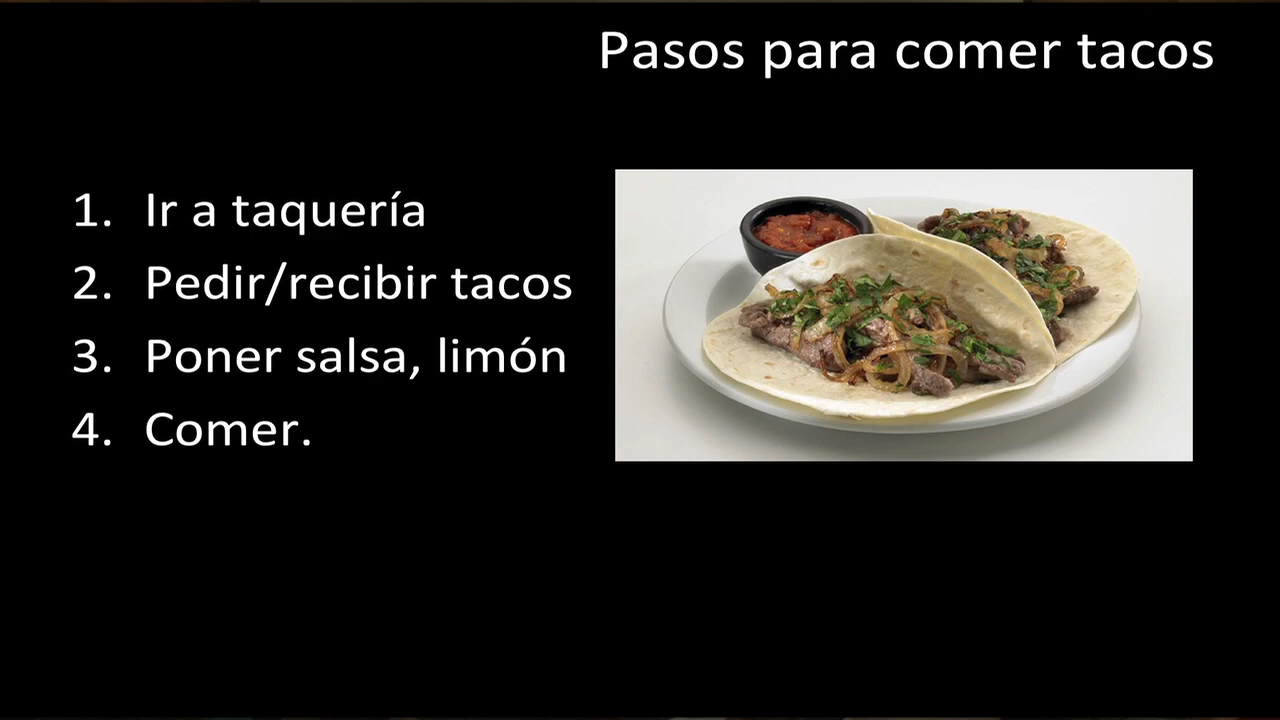 Pasos para comer tacos
1. Ir a taquería
2. Pedir/recibir tacos
3. Poner salsa, limón
4. Comer.